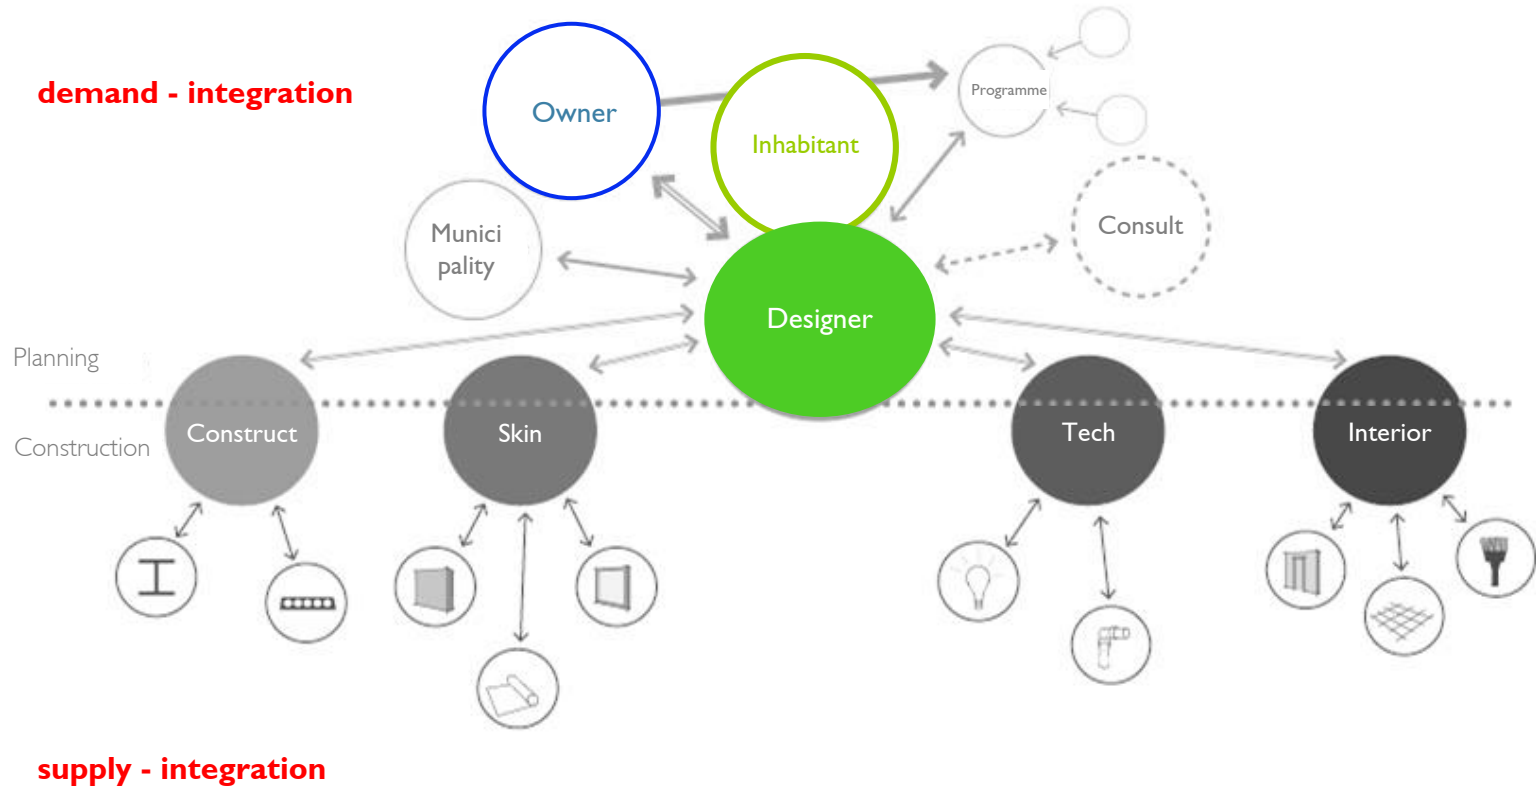 demand - integration
Owner
Inhabitant
Programme
Munici
pality
Consult
Designer
Planning
Construction
Construct
Skin
Tech
Interior
supply - integration